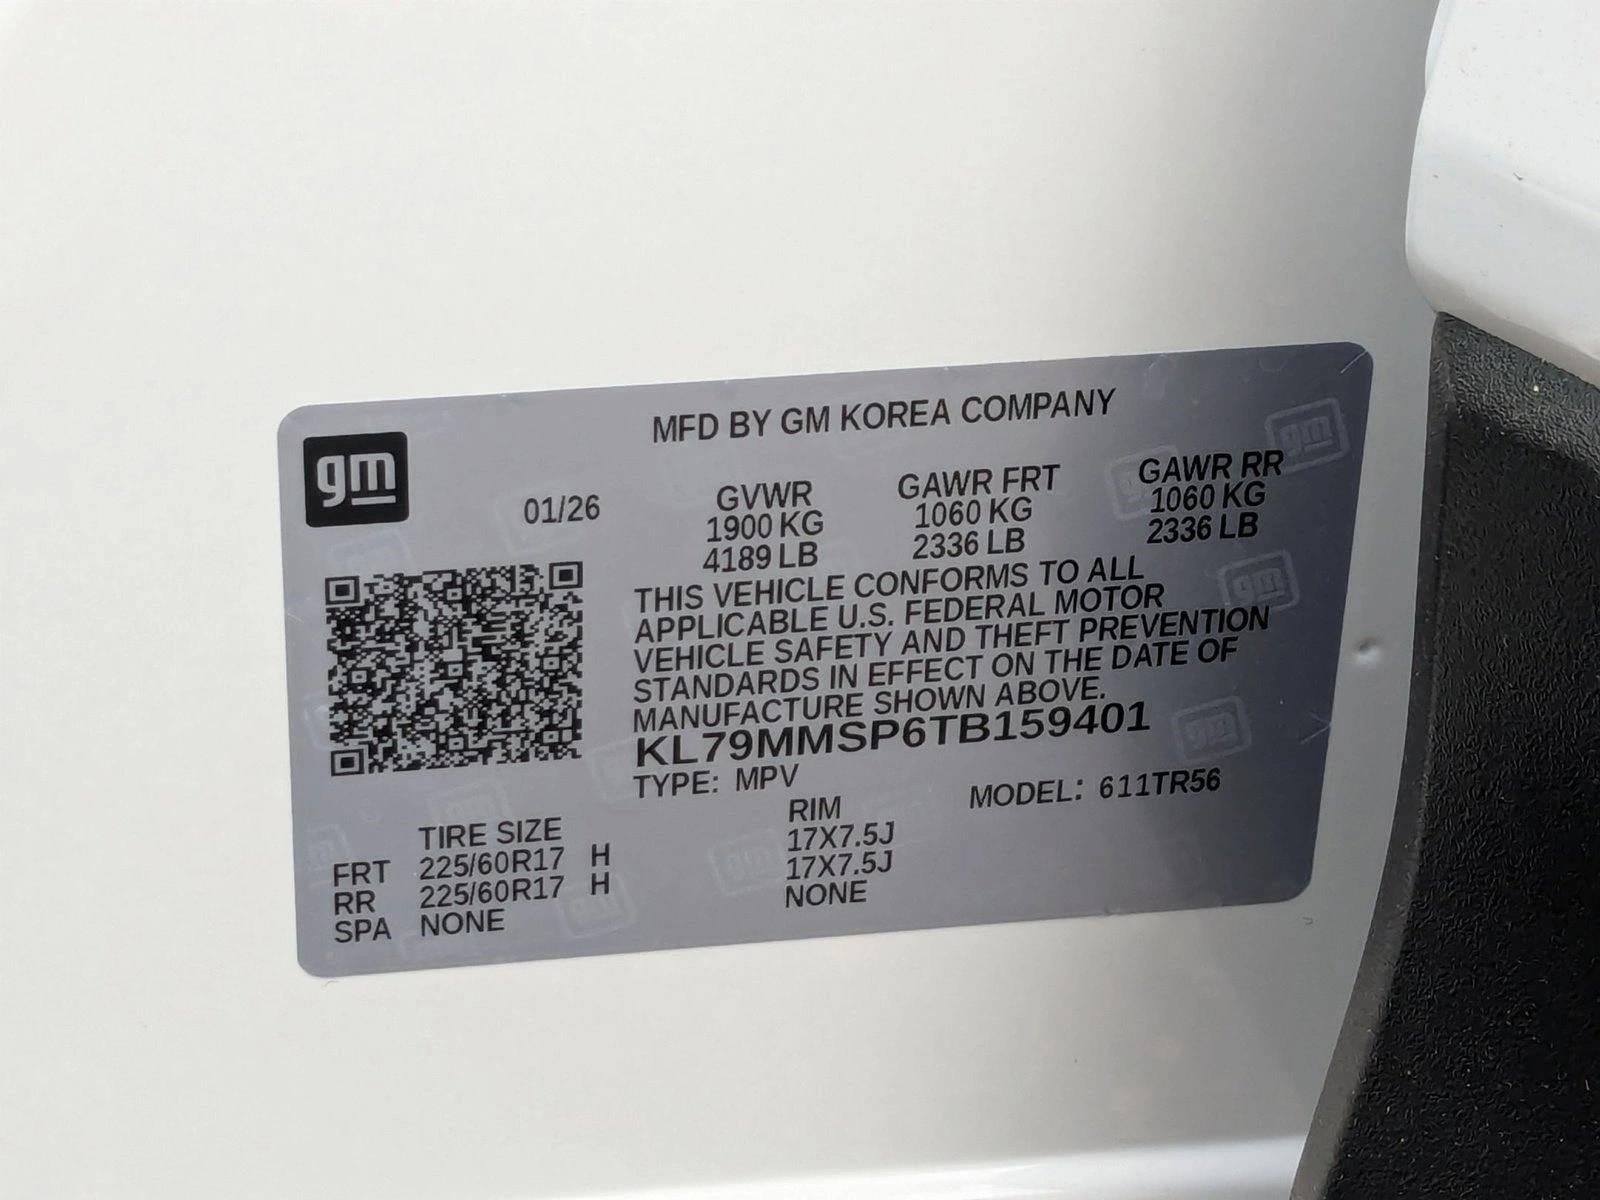 gm
MFD BY GM KOREA COMPANY
01/26 GVWR GAWR FRT GAWR RR
1900 KG 1060 KG 1060 KG
4189 LB 2336 LB 2336 LB
THIS VEHICLE CONFORMS TO ALL
APPLICABLE U.S. FEDERAL MOTOR
VEHICLE SAFETY AND THEFT PREVENTION
STANDARDS IN EFFECT ON THE DATE OF
MANUFACTURE SHOWN ABOVE.
KL79MMSP6TB159401
TYPE: MPV MODEL: 611TR56
TIRE SIZE RIM
FRT 225/60R17 H 17X7.5J
RR 225/60R17 H 17X7.5J
SPA NONE NONE